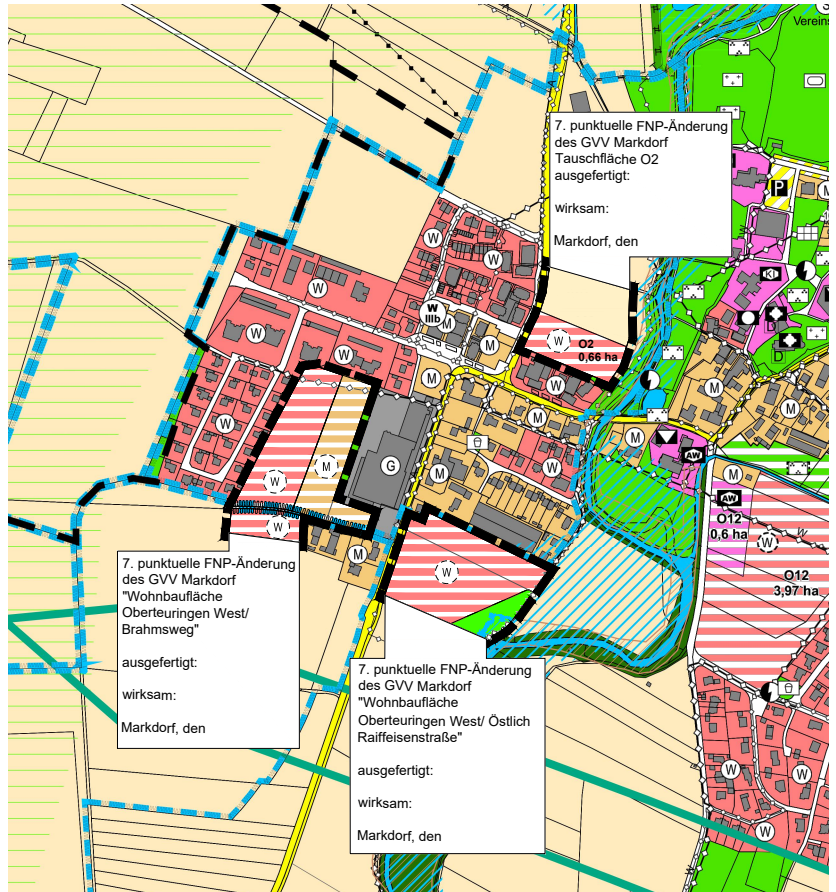 Vereins
7. punktuelle FNP-Änderung
des GVV Markdorf
Tauschfläche O2
ausgefertigt:
wirksam:
Markdorf, den
P
M
W
W
W
W
IIIb
M
M
W
O2
0,66 ha
KI
D
D
W
W
M
W
M
M
M
M
W
M
G
M
W
AW
M
AW
O12
0,6 ha
W
W
O12
3,97 ha
W
W
M
W
7. punktuelle FNP-Änderung
des GVV Markdorf
"Wohnbaufläche
Oberteuringen West/
Brahmsweg"
ausgefertigt:
wirksam:
Markdorf, den
7. punktuelle FNP-Änderung
des GVV Markdorf
"Wohnbaufläche
Oberteuringen West/ Östlich
Raiffeisenstraße"
ausgefertigt:
wirksam:
Markdorf, den
W
W
W